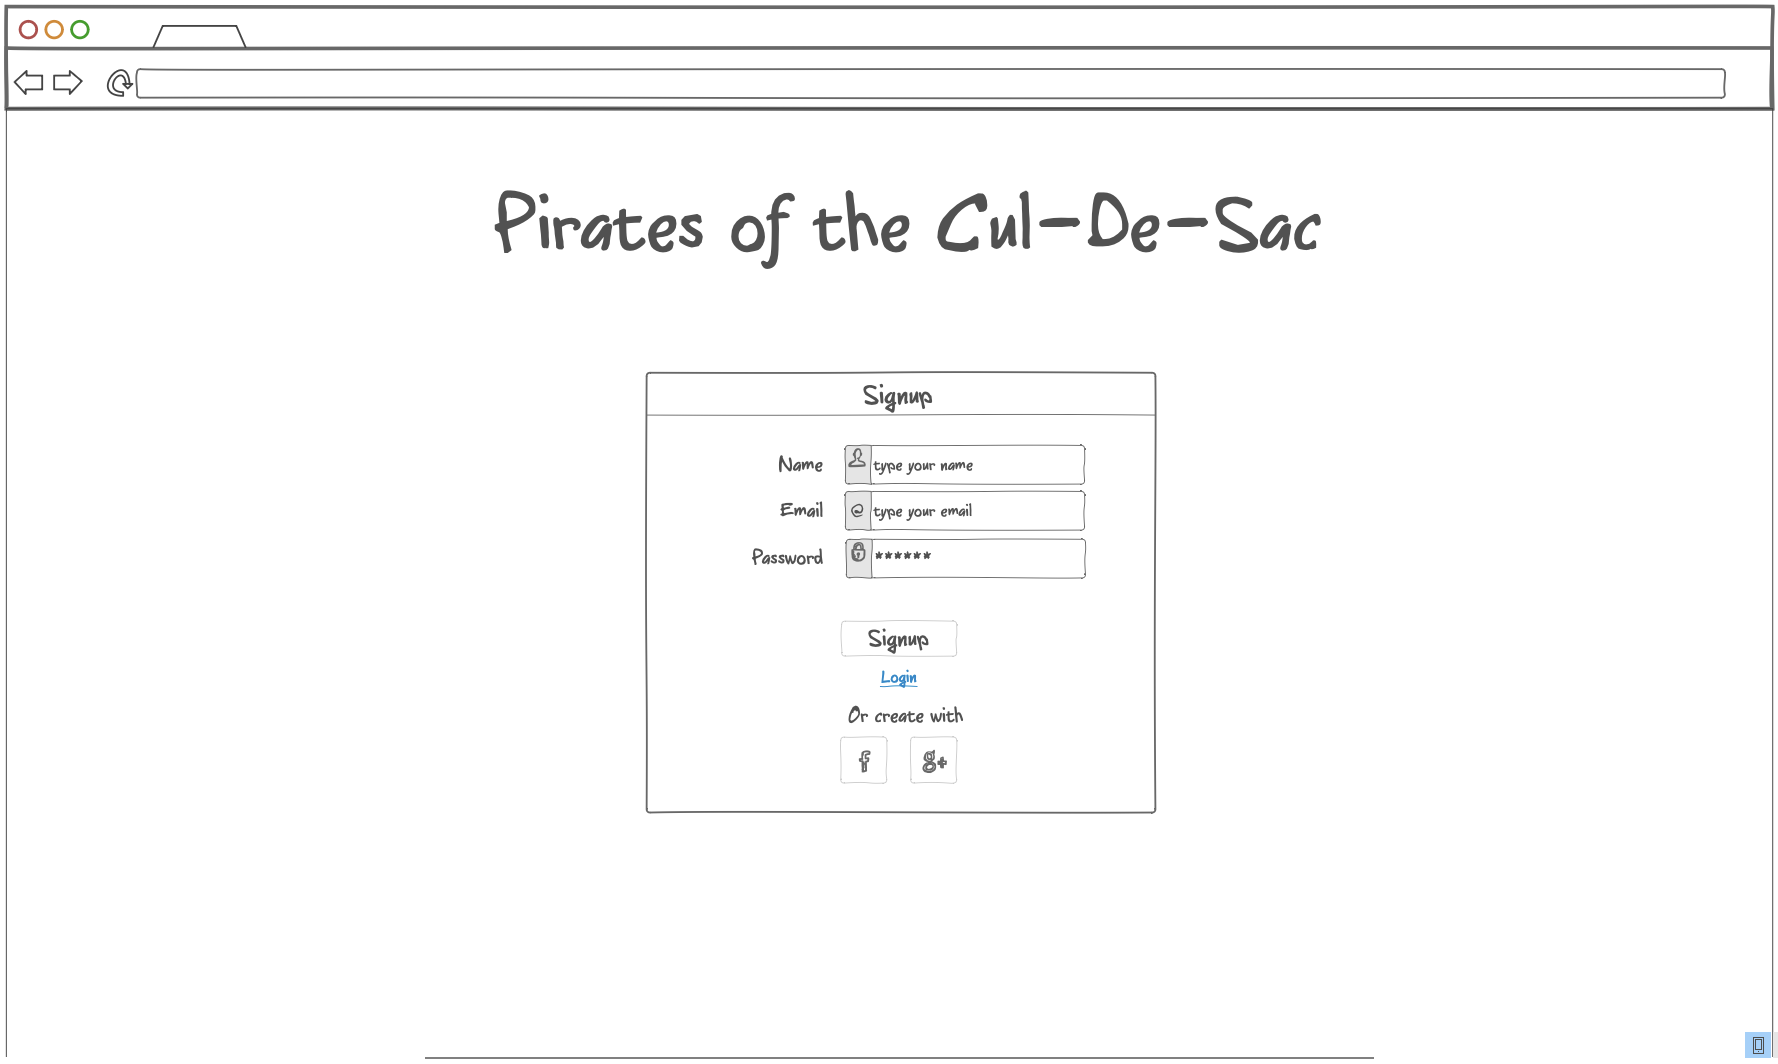 Pirates of the Cul-De-Sac
Signup
Name type your name
Email @ type your email
Password ******
Signup
Login
Or create with
f g+